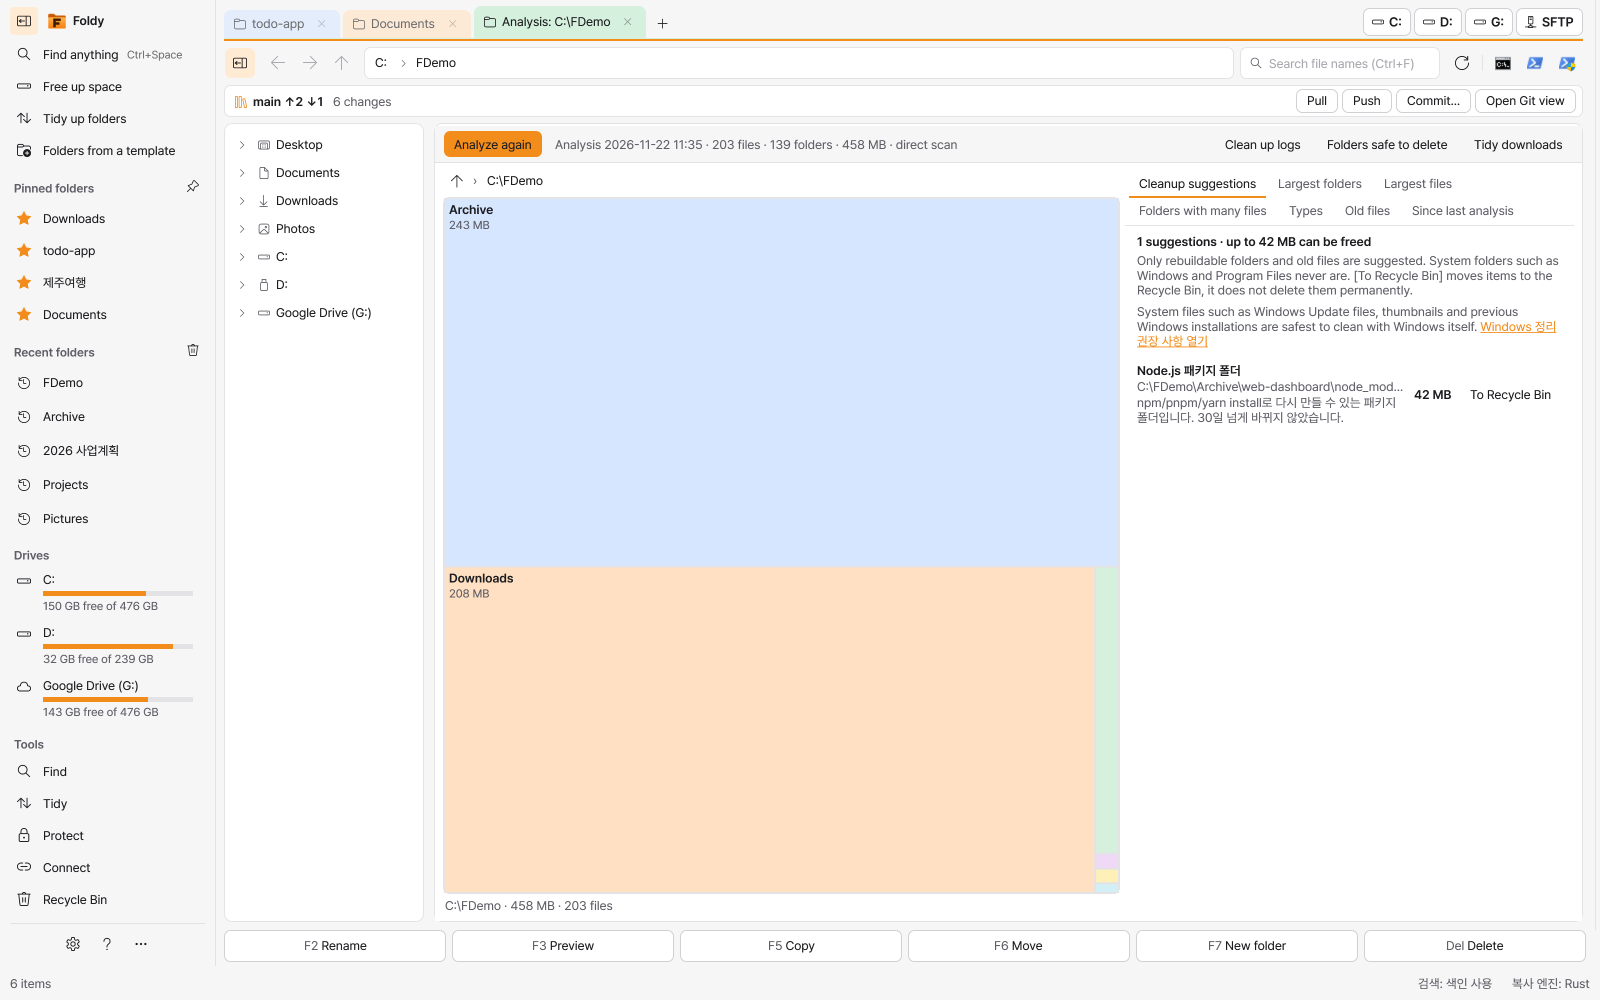 Foldy
Find anything Ctrl+Space
Free up space
Tidy up folders
Folders from a template
Pinned folders
Downloads
todo-app
제주여행
Documents
Recent folders
FDemo
Archive
2026 사업계획
Projects
Pictures
Drives
C:
150 GB free of 476 GB
D:
32 GB free of 239 GB
Google Drive (G:)
143 GB free of 476 GB
Tools
Find
Tidy
Protect
Connect
Recycle Bin
6 items
todo-app
Documents
Analysis: C:\FDemo
C:
D:
G:
SFTP
C: › FDemo
Search file names (Ctrl+F)
main ↑2 ↓1 6 changes
Pull
Push
Commit...
Open Git view
Desktop
Documents
Downloads
Photos
C:
D:
Google Drive (G:)
Analyze again
Analysis 2026-11-22 11:35 · 203 files · 139 folders · 458 MB · direct scan
Clean up logs
Folders safe to delete
Tidy downloads
› C:\FDemo
Archive
243 MB
Downloads
208 MB
C:\FDemo · 458 MB · 203 files
Cleanup suggestions
Largest folders
Largest files
Folders with many files
Types
Old files
Since last analysis
1 suggestions · up to 42 MB can be freed
Only rebuildable folders and old files are suggested. System folders such as
Windows and Program Files never are. [To Recycle Bin] moves items to the
Recycle Bin, it does not delete them permanently.
System files such as Windows Update files, thumbnails and previous
Windows installations are safest to clean with Windows itself. Windows 정리
권장 사항 열기
Node.js 패키지 폴더
C:\FDemo\Archive\web-dashboard\node_mod...
npm/pnpm/yarn install로 다시 만들 수 있는 패키지
폴더입니다. 30일 넘게 바뀌지 않았습니다.
42 MB
To Recycle Bin
F2 Rename
F3 Preview
F5 Copy
F6 Move
F7 New folder
Del Delete
검색: 색인 사용
복사 엔진: Rust